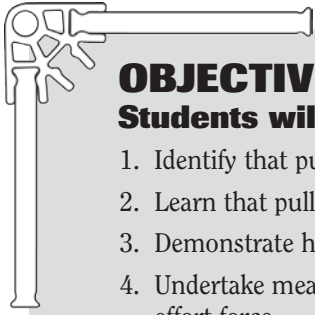 OBJECTIV
Students wil
1. Identify that pu
2. Learn that pull
3. Demonstrate h
4. Undertake mea
effort force